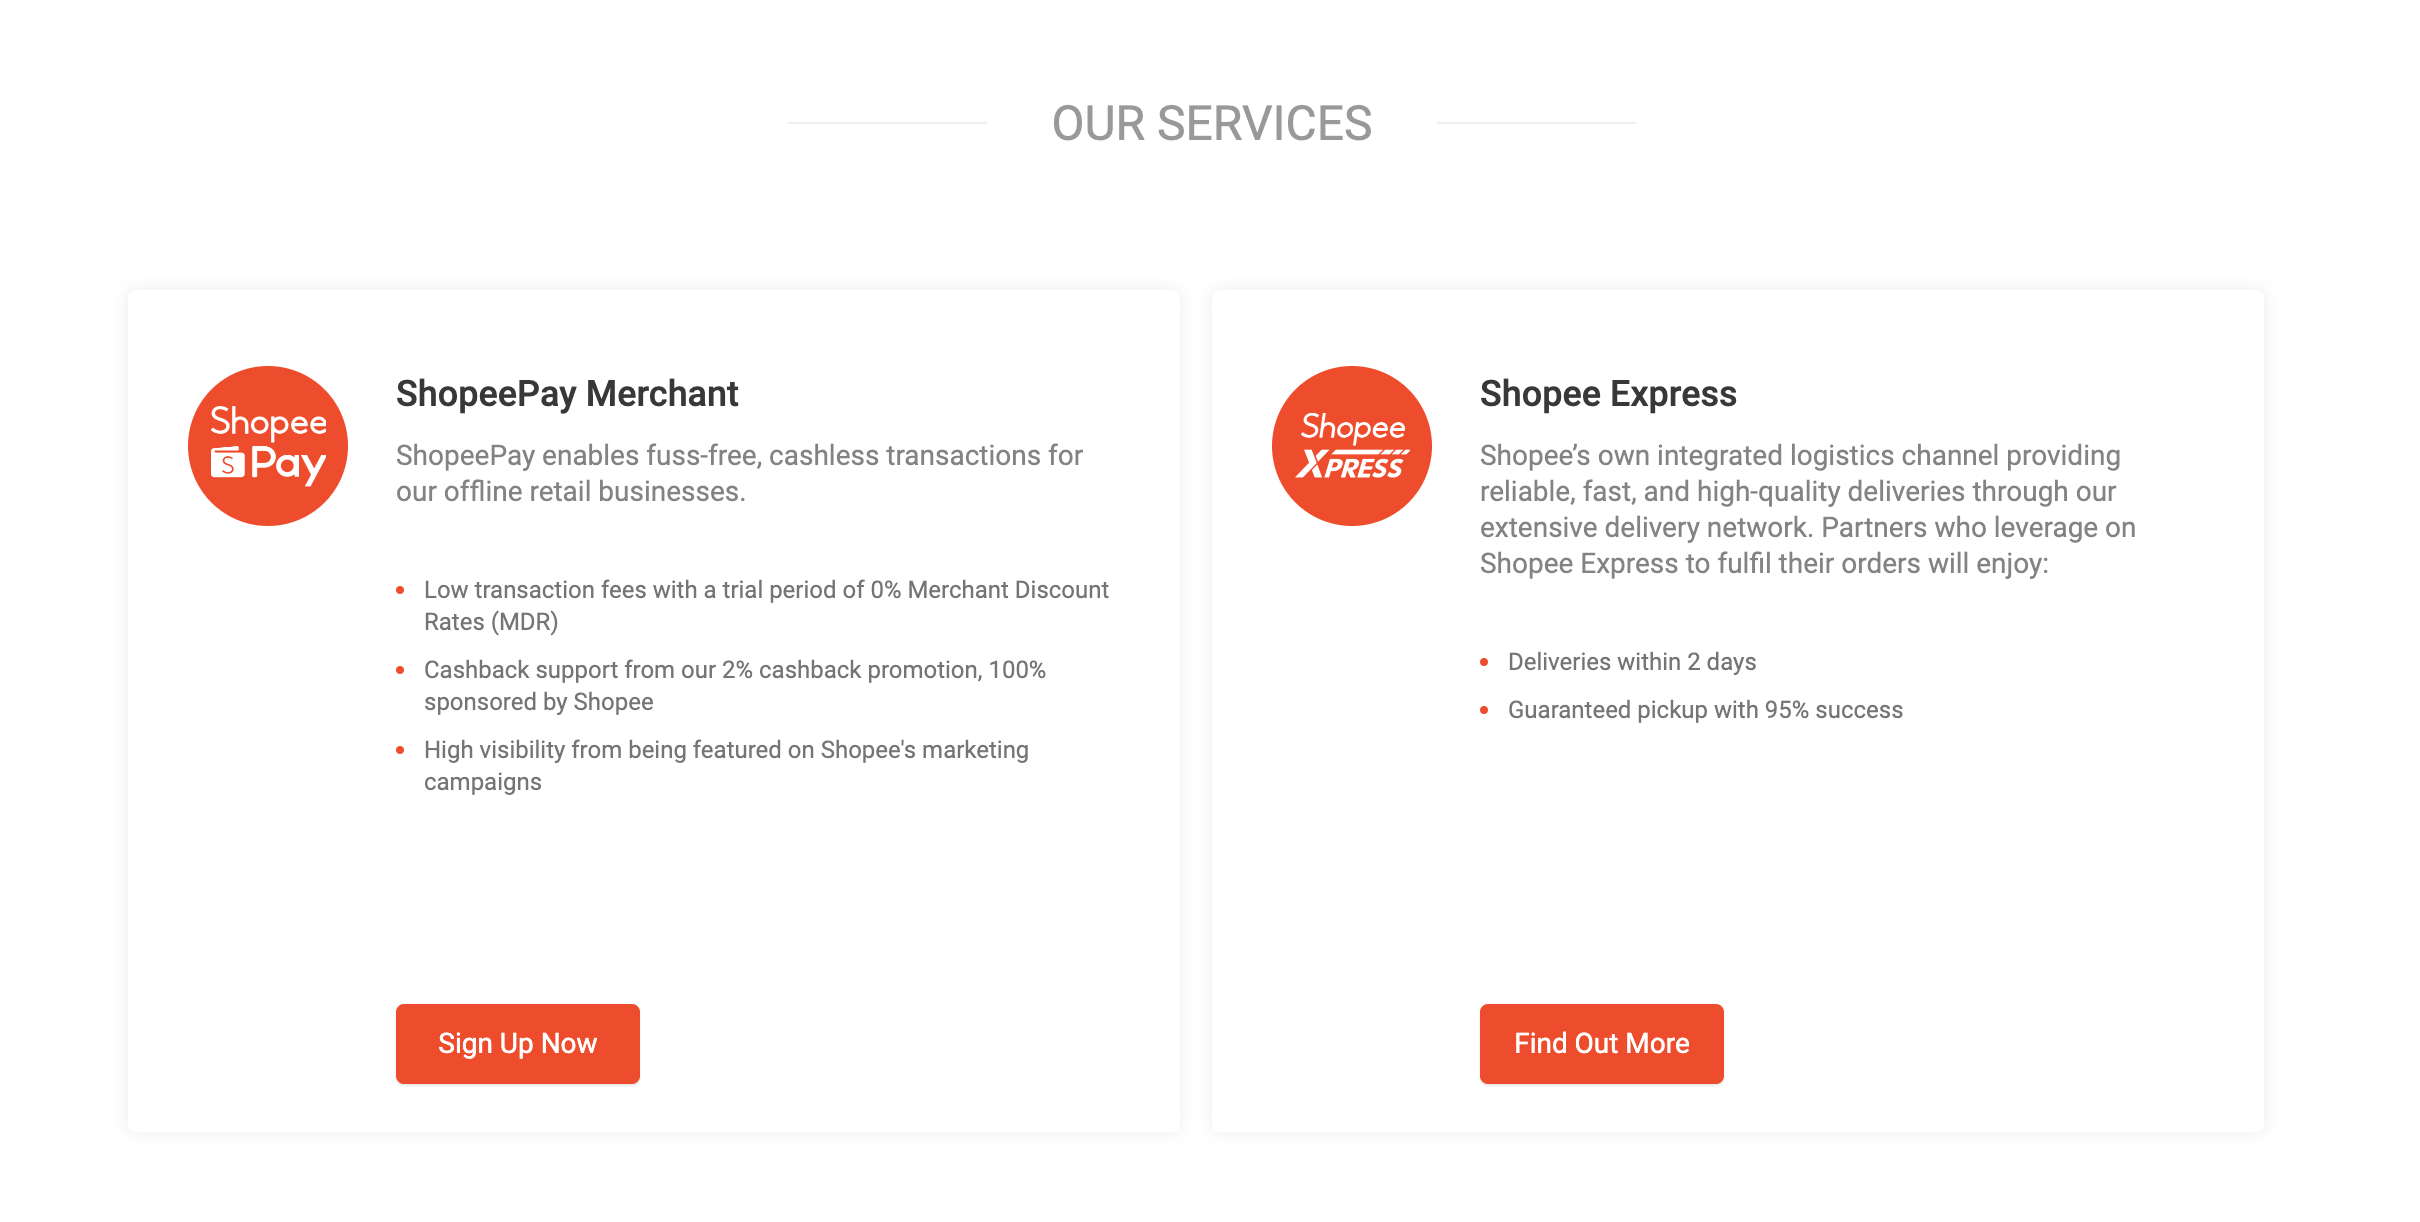 OUR SERVICES
Shopee
S Pay
ShopeePay Merchant
ShopeePay enables fuss-free, cashless transactions for
our offline retail businesses.
Low transaction fees with a trial period of 0% Merchant Discount
Rates (MDR)
Cashback support from our 2% cashback promotion, 100%
sponsored by Shopee
High visibility from being featured on Shopee's marketing
campaigns
Sign Up Now
Shopee
XPRESS
Shopee Express
Shopee’s own integrated logistics channel providing
reliable, fast, and high-quality deliveries through our
extensive delivery network. Partners who leverage on
Shopee Express to fulfil their orders will enjoy:
Deliveries within 2 days
Guaranteed pickup with 95% success
Find Out More